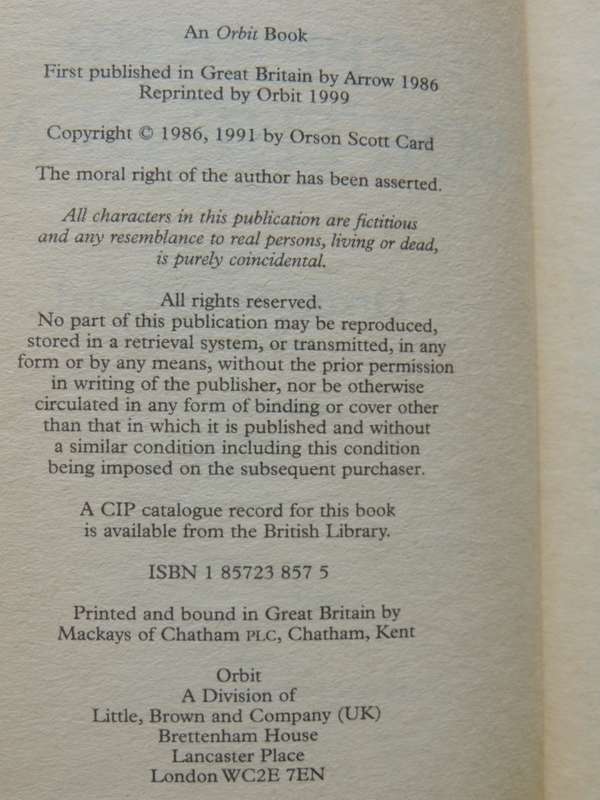 An Orbit Book
First published in Great Britain by Arrow 1986
Reprinted by Orbit 1999
Copyright © 1986, 1991 by Orson Scott Card
The moral right of the author has been asserted.
All characters in this publication are fictitious
and any resemblance to real persons, living or dead,
is purely coincidental.
All rights reserved.
No part of this publication may be reproduced,
stored in a retrieval system, or transmitted, in any
form or by any means, without the prior permission
in writing of the publisher, nor be otherwise
circulated in any form of binding or cover other
than that in which it is published and without
a similar condition including this condition
being imposed on the subsequent purchaser.
A CIP catalogue record for this book
is available from the British Library.
ISBN 1 85723 857 5
Printed and bound in Great Britain by
Mackays of Chatham PLC, Chatham, Kent
Orbit
A Division of
Little, Brown and Company (UK)
Brettenham House
Lancaster Place
London WC2E 7EN